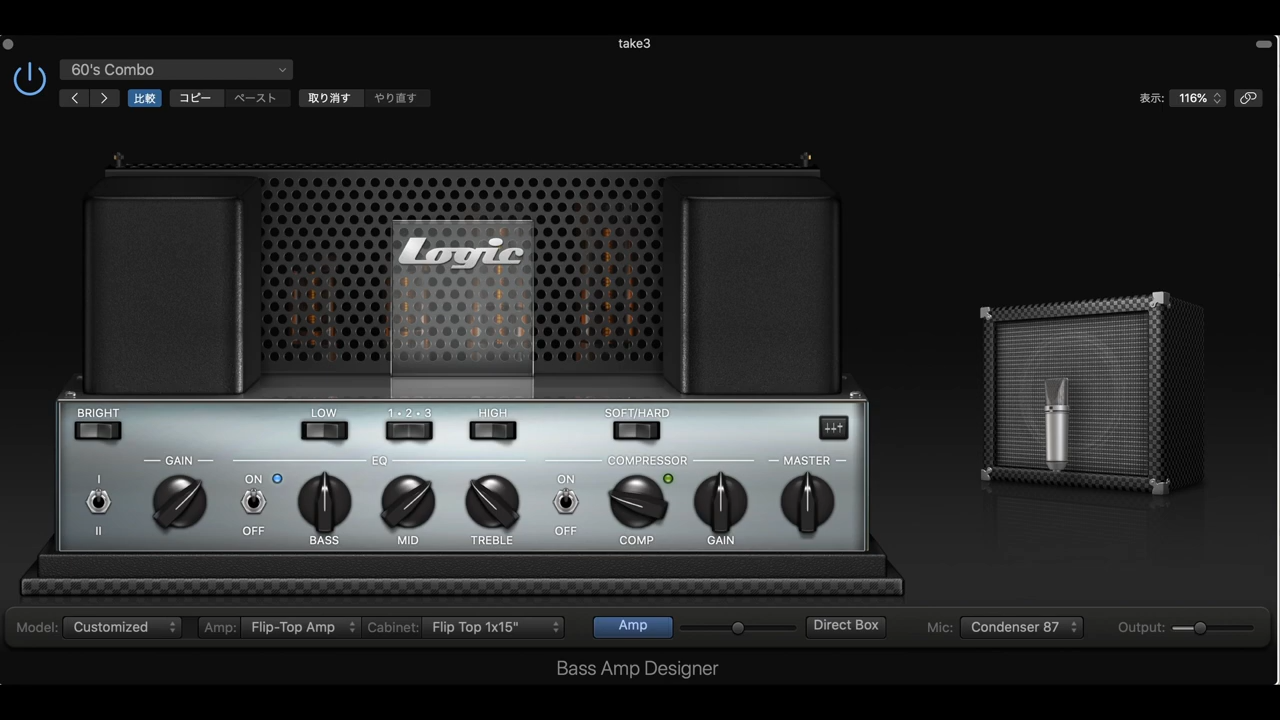 take3
60's Combo
比較 コピー ペースト 取り消す やり直す 表示: 116%
Logic
BRIGHT LOW 1•2•3 HIGH SOFT/HARD
GAIN EQ COMPRESSOR MASTER
I ON ON
II OFF BASS MID TREBLE OFF COMP GAIN
Model: Customized Amp: Flip-Top Amp Cabinet: Flip Top 1x15" Amp Direct Box Mic: Condenser 87 Output:
Bass Amp Designer